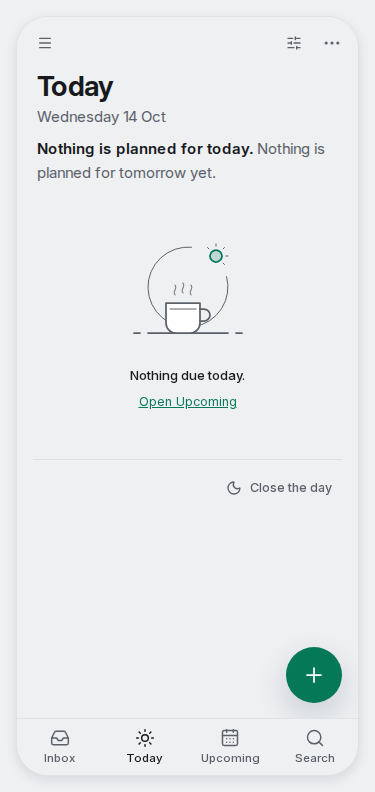 Today
Wednesday 14 Oct
Nothing is planned for today. Nothing is
planned for tomorrow yet.
Nothing due today.
Open Upcoming
Close the day
Inbox
Today
Upcoming
Search